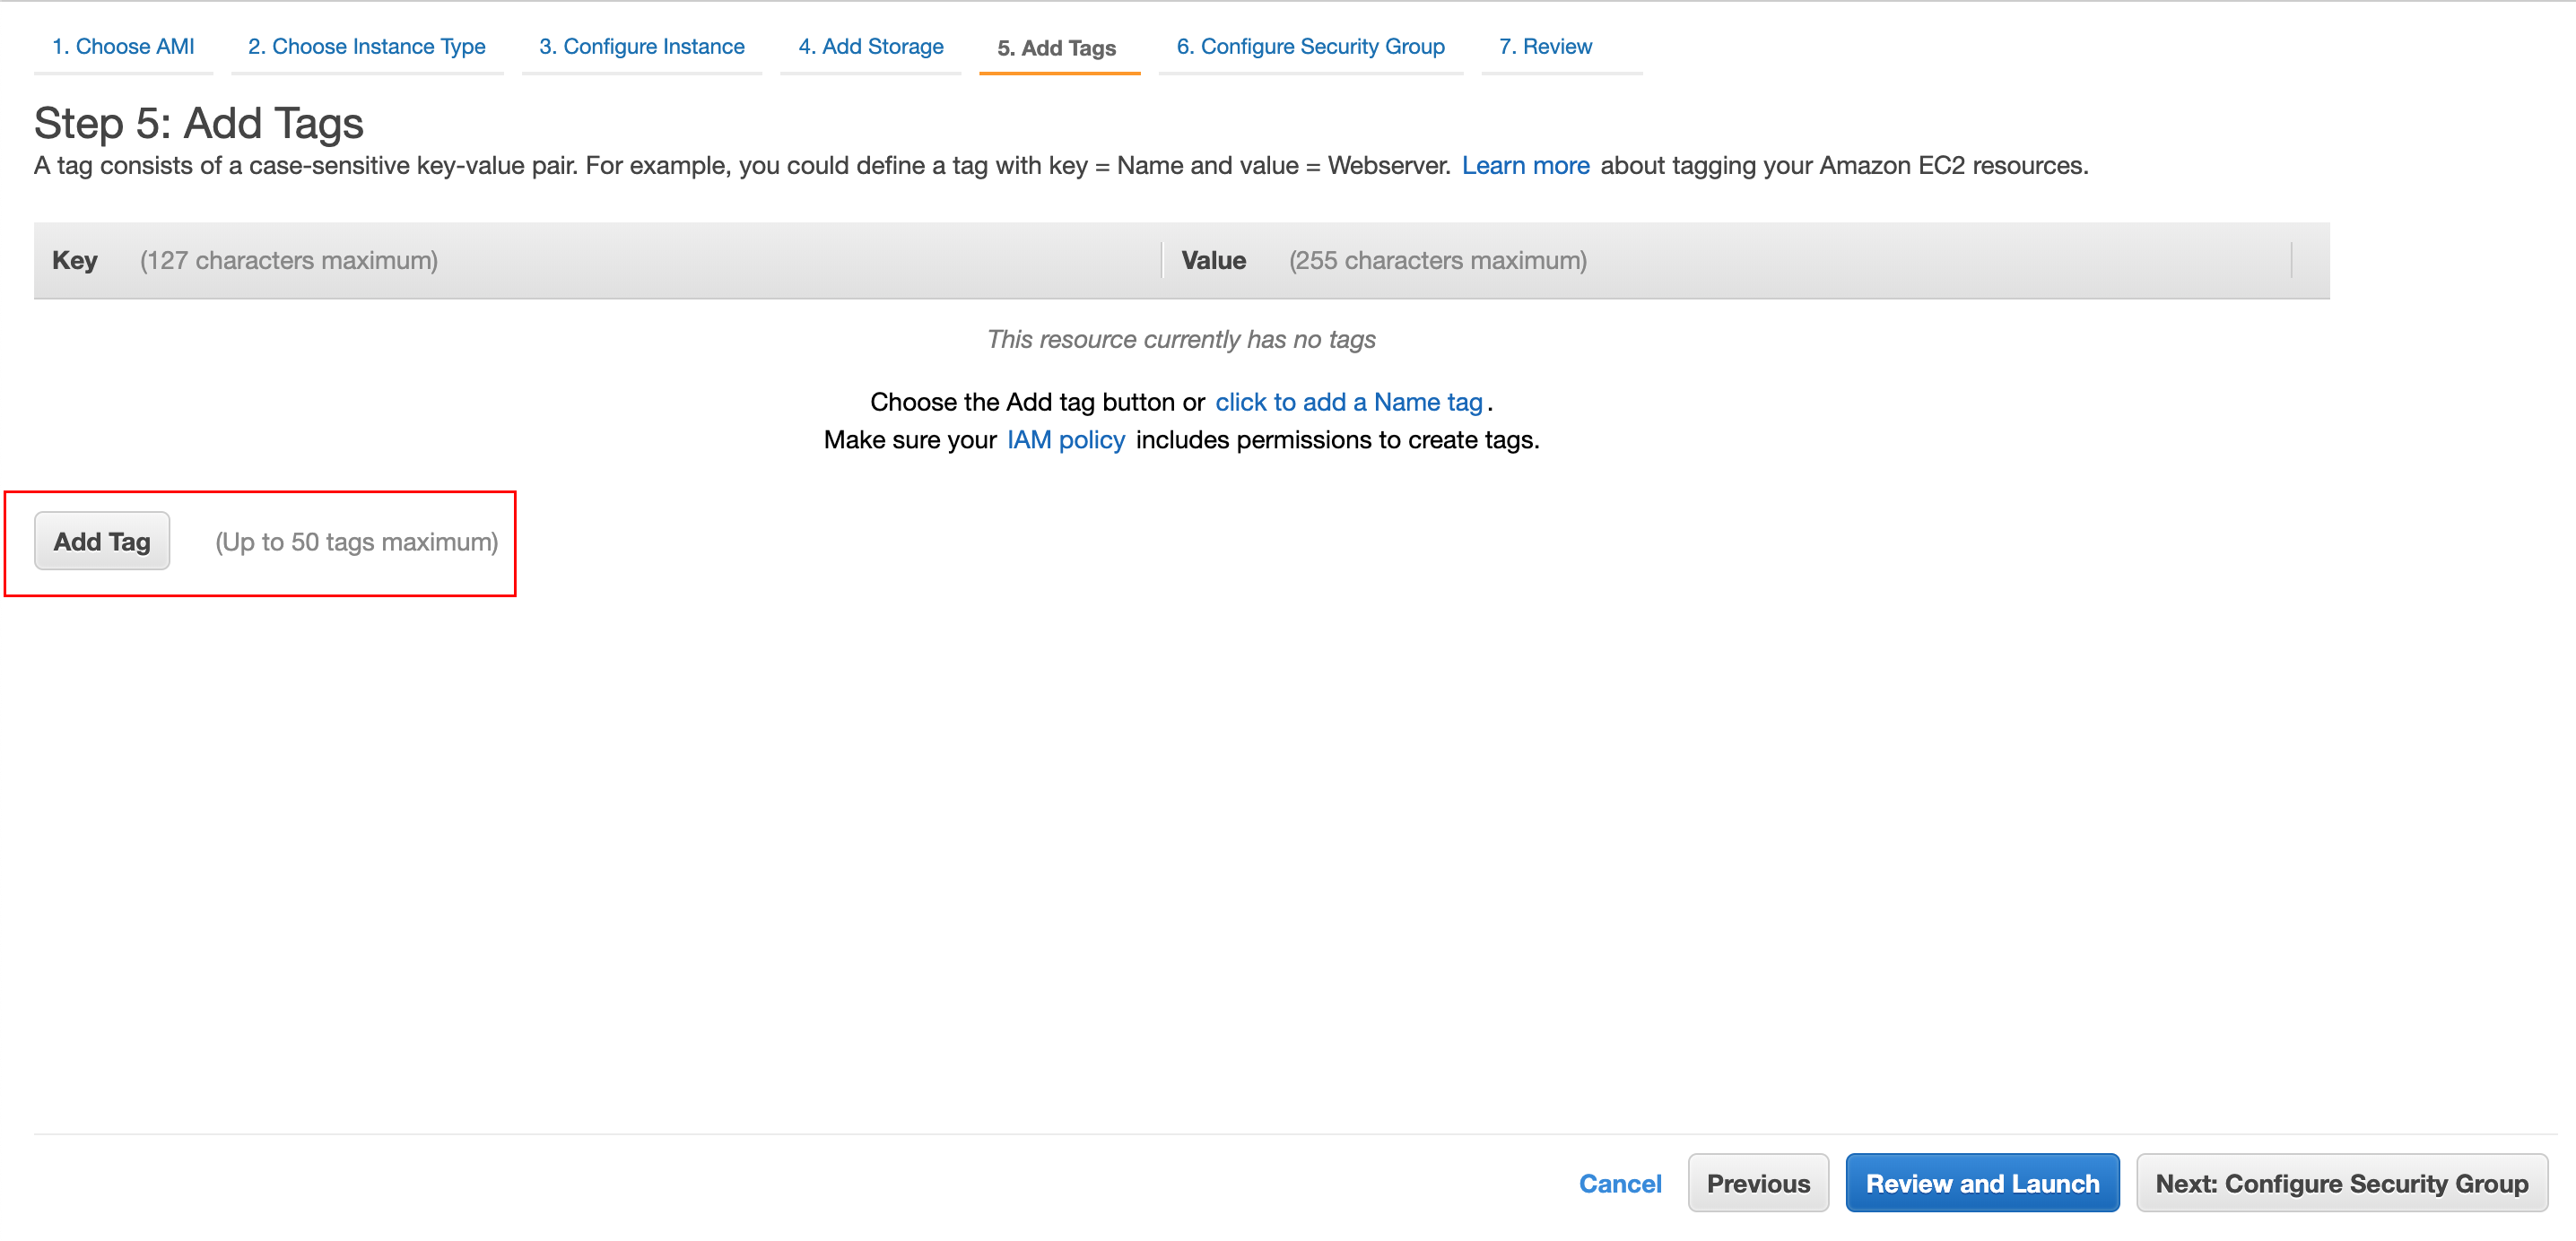 1. Choose AMI 2. Choose Instance Type 3. Configure Instance 4. Add Storage 5. Add Tags 6. Configure Security Group 7. Review
Step 5: Add Tags
A tag consists of a case-sensitive key-value pair. For example, you could define a tag with key = Name and value = Webserver. Learn more about tagging your Amazon EC2 resources.
Key (127 characters maximum) Value (255 characters maximum)
This resource currently has no tags
Choose the Add tag button or click to add a Name tag.
Make sure your IAM policy includes permissions to create tags.
Add Tag (Up to 50 tags maximum)
Cancel Previous Review and Launch Next: Configure Security Group